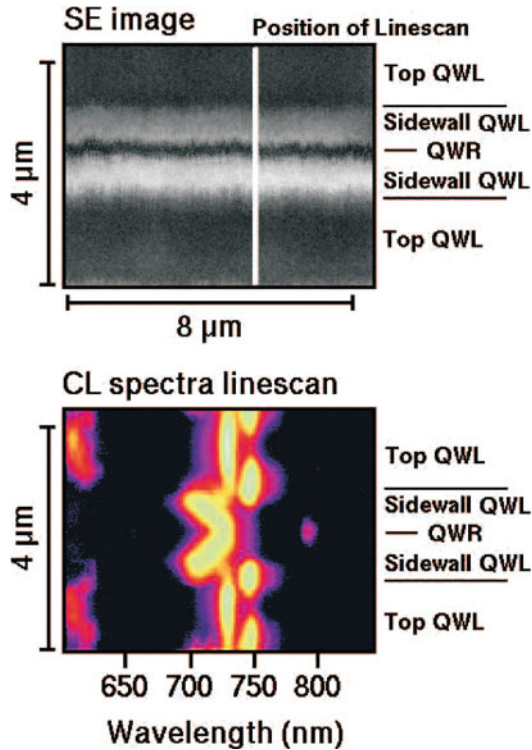 SE image
Position of Linescan
4 µm
Top QWL
Sidewall QWL
QWR
Sidewall QWL
Top QWL
8 µm
CL spectra linescan
4 µm
Top QWL
Sidewall QWL
QWR
Sidewall QWL
Top QWL
650 700 750 800
Wavelength (nm)